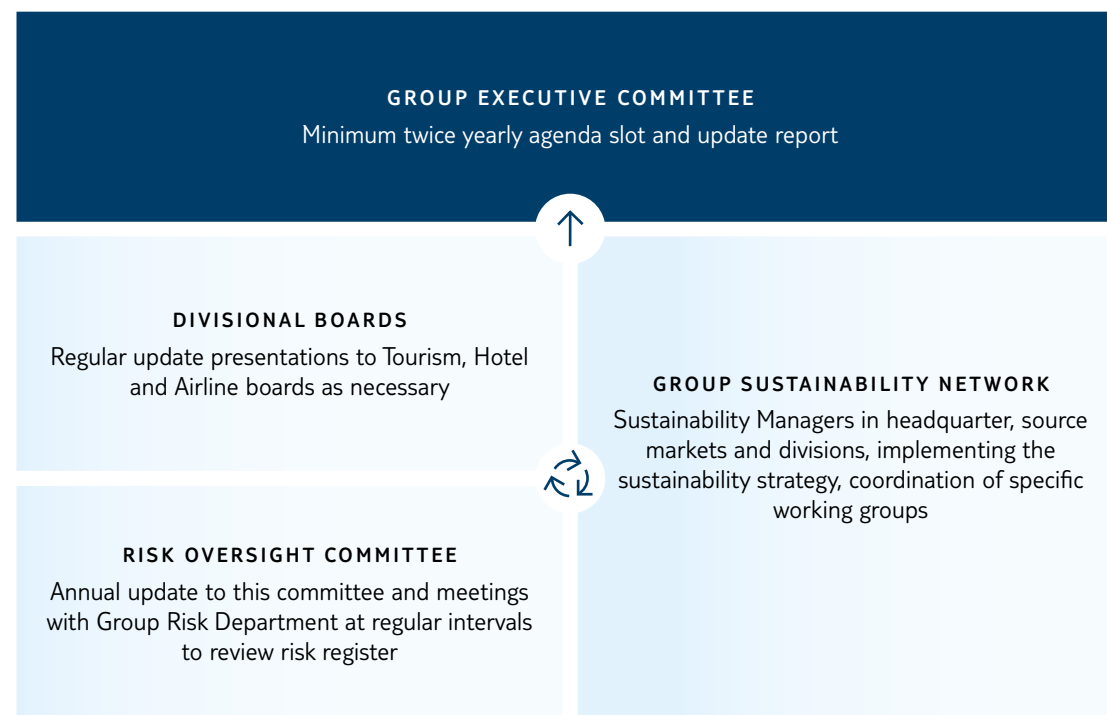 GROUP EXECUTIVE COMMITTEE
Minimum twice yearly agenda slot and update report
DIVISIONAL BOARDS
Regular update presentations to Tourism, Hotel
and Airline boards as necessary
GROUP SUSTAINABILITY NETWORK
Sustainability Managers in headquarter, source
markets and divisions, implementing the
sustainability strategy, coordination of specific
working groups
RISK OVERSIGHT COMMITTEE
Annual update to this committee and meetings
with Group Risk Department at regular intervals
to review risk register